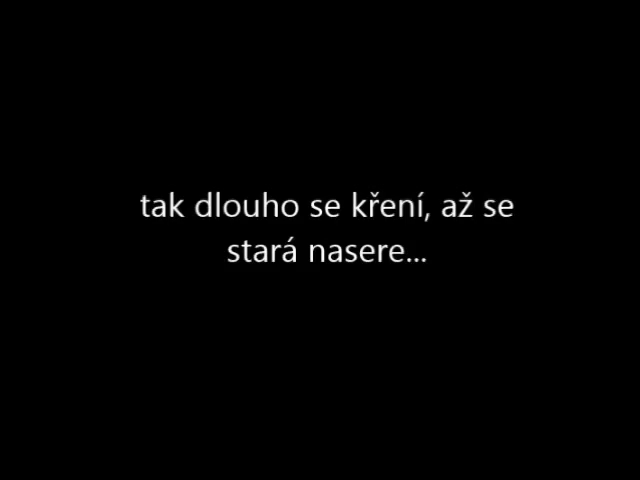 tak dlouho se kření, až se
stará nasere...